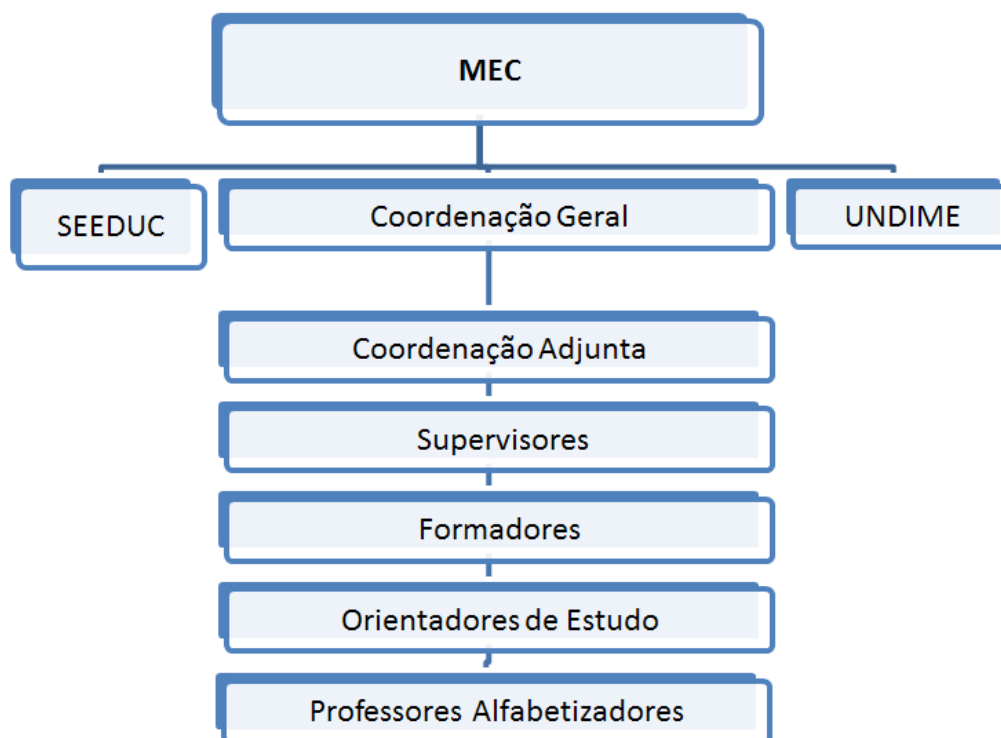 MEC
SEEDUC
Coordenação Geral
UNDIME
Coordenação Adjunta
Supervisores
Formadores
Orientadores de Estudo
Professores Alfabetizadores